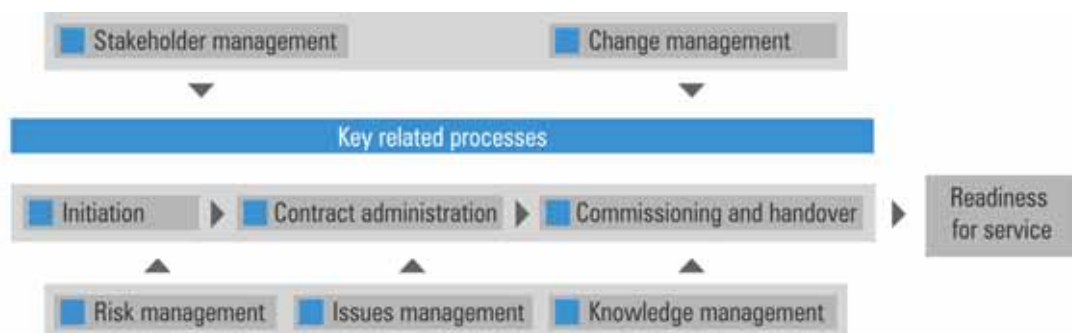 Stakeholder management
Change management
Key related processes
Initiation
Contract administration
Commissioning and handover
Readiness
for service
Risk management
Issues management
Knowledge management